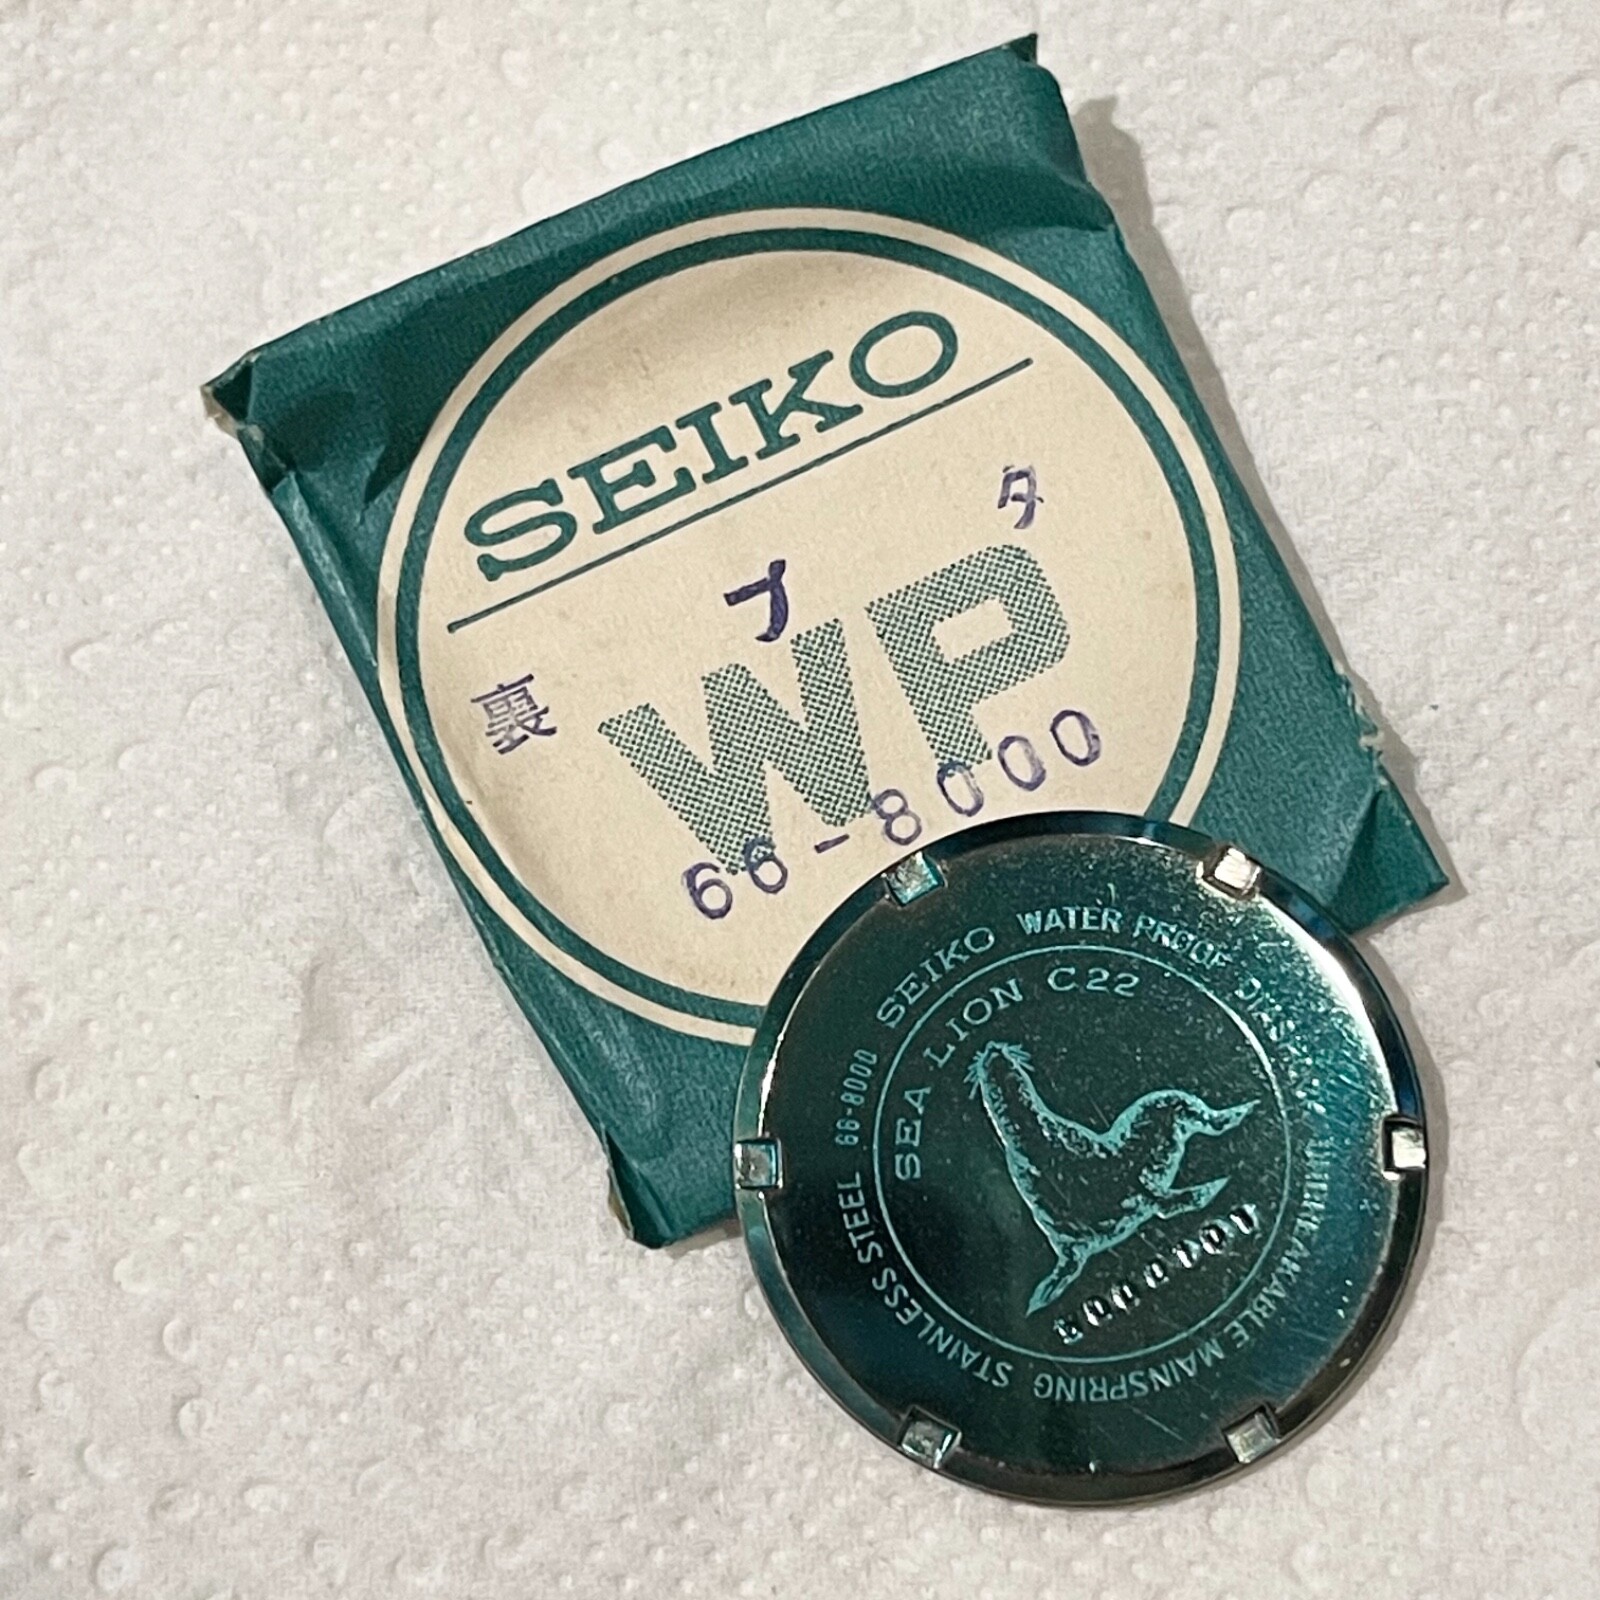 SEIKO
裏 ブ タ
WP
66-8000
SEIKO WATER PROOF DIASHOCK UNBREAKABLE MAINSPRING STAINLESS STEEL 66-8000
SEA LION C22